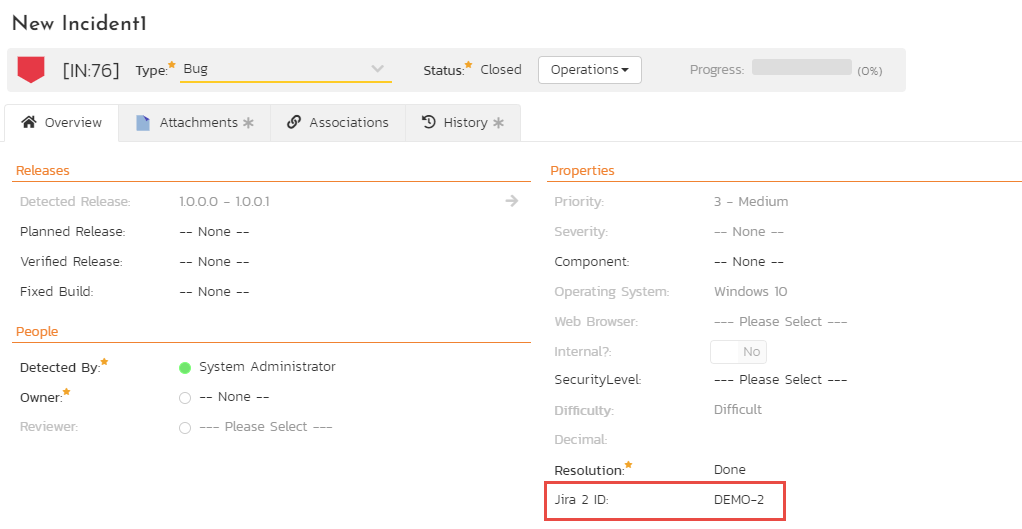 New Incident1
[IN:76] Type:* Bug Status:* Closed Operations Progress: (0%)
Overview Attachments * Associations History *
Releases
Detected Release: 1.0.0.0 - 1.0.0.1
Planned Release: -- None --
Verified Release: -- None --
Fixed Build: -- None --
People
Detected By:* System Administrator
Owner:* -- None --
Reviewer: --- Please Select ---
Properties
Priority: 3 - Medium
Severity: -- None --
Component: -- None --
Operating System: Windows 10
Web Browser: --- Please Select ---
Internal?: No
SecurityLevel: --- Please Select ---
Difficulty: Difficult
Decimal:
Resolution:* Done
Jira 2 ID: DEMO-2